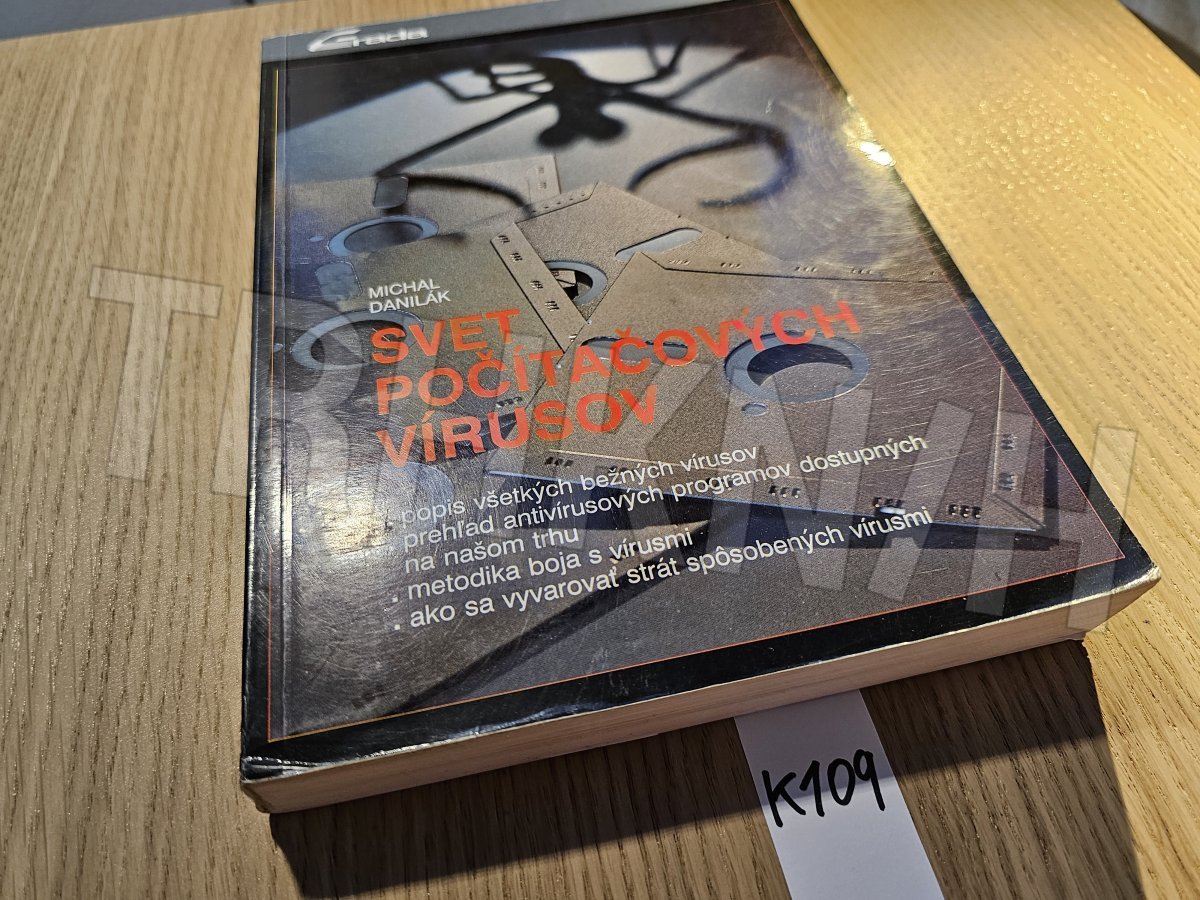 Grada
MICHAL
DANILÁK
SVET
POČÍTAČOVÝCH
VÍRUSOV
. popis všetkých bežných vírusov
. prehľad antivírusových programov dostupných
na našom trhu
. metodika boja s vírusmi
. ako sa vyvarovať strát spôsobených vírusmi
K109